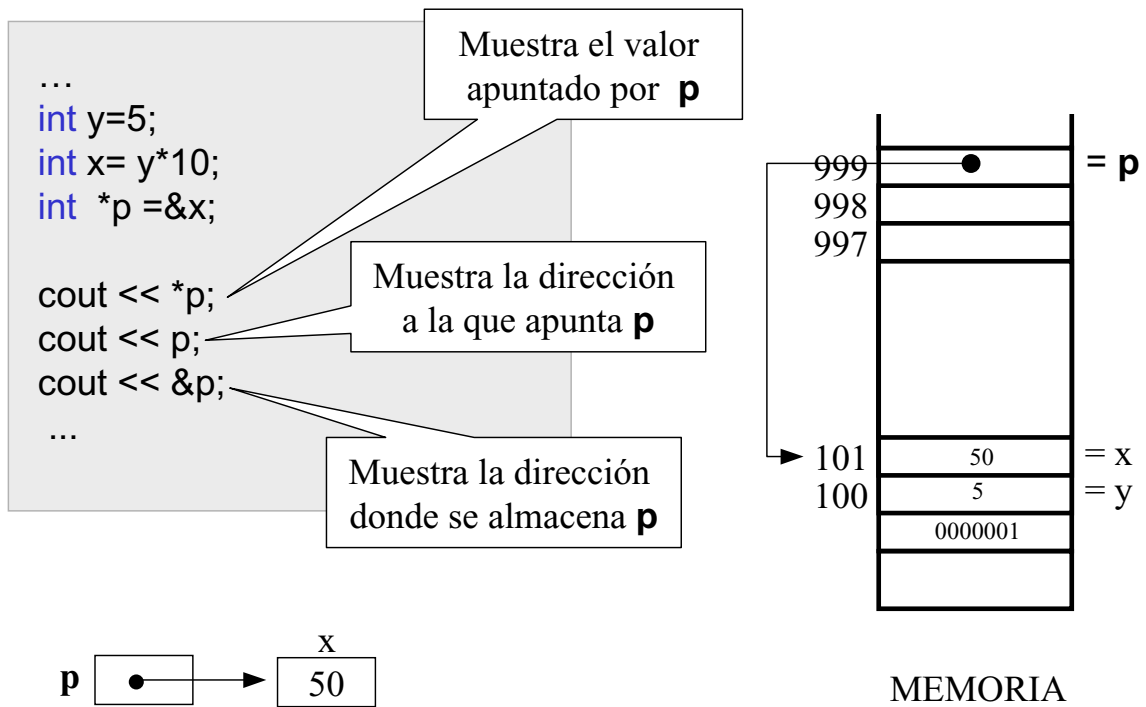 …
int y=5;
int x= y*10;
int *p =&x;
cout << *p;
cout << p;
cout << &p;
...
Muestra el valor
apuntado por p
Muestra la dirección
a la que apunta p
Muestra la dirección
donde se almacena p
999 = p
998
997
101 50 = x
100 5 = y
0000001
MEMORIA
x
p 50